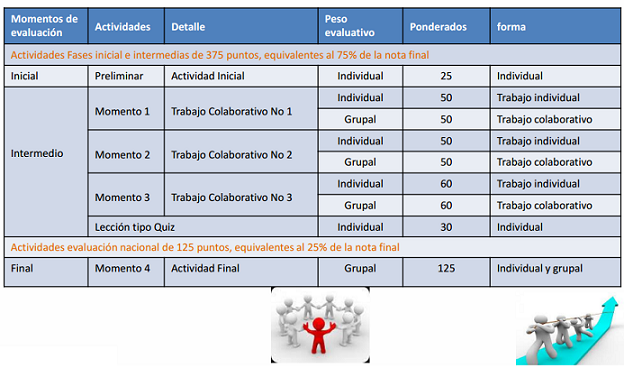 Momentos de evaluación Actividades Detalle Peso evaluativo Ponderados forma
Actividades Fases inicial e intermedias de 375 puntos, equivalentes al 75% de la nota final
Inicial Preliminar Actividad Inicial Individual 25 Individual
Intermedio Momento 1 Trabajo Colaborativo No 1 Individual 50 Trabajo individual
Grupal 50 Trabajo colaborativo
Momento 2 Trabajo Colaborativo No 2 Individual 50 Trabajo individual
Grupal 50 Trabajo colaborativo
Momento 3 Trabajo Colaborativo No 3 Individual 60 Trabajo individual
Grupal 60 Trabajo colaborativo
Lección tipo Quiz Individual 30 Individual
Actividades evaluación nacional de 125 puntos, equivalentes al 25% de la nota final
Final Momento 4 Actividad Final Grupal 125 Individual y grupal